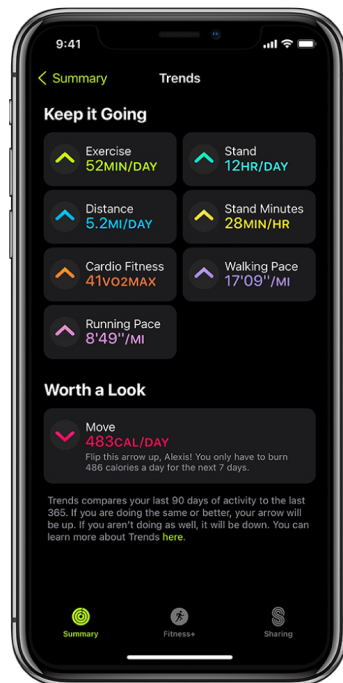 9:41
Summary
Trends
Keep it Going
Exercise
52MIN/DAY
Stand
12HR/DAY
Distance
5.2MI/DAY
Stand Minutes
28MIN/HR
Cardio Fitness
41VO2MAX
Walking Pace
17'09''/MI
Running Pace
8'49''/MI
Worth a Look
Move
483CAL/DAY
Flip this arrow up, Alexis! You only have to burn
486 calories a day for the next 7 days.
Trends compares your last 90 days of activity to the last
365. If you are doing the same or better, your arrow will
be up. If you aren't doing as well, it will be down. You can
learn more about Trends here.
Summary
Fitness+
Sharing